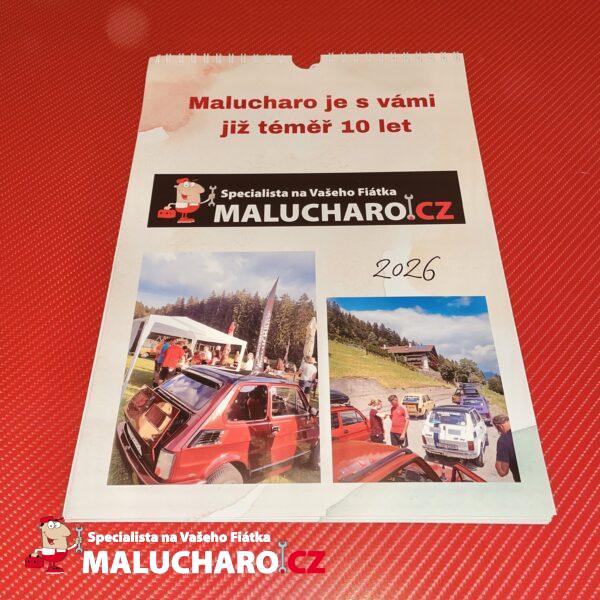 Malucharo je s vámi
již téměř 10 let
Specialista na Vašeho Fiátka
MALUCHARO.CZ
2026
Specialista na Vašeho Fiátka
MALUCHARO.CZ